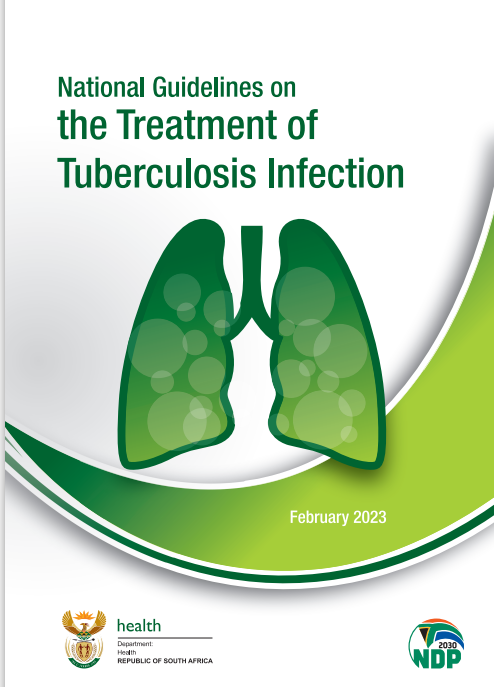 National Guidelines on
the Treatment of
Tuberculosis Infection
February 2023
health
Department:
Health
REPUBLIC OF SOUTH AFRICA
2030
NDP